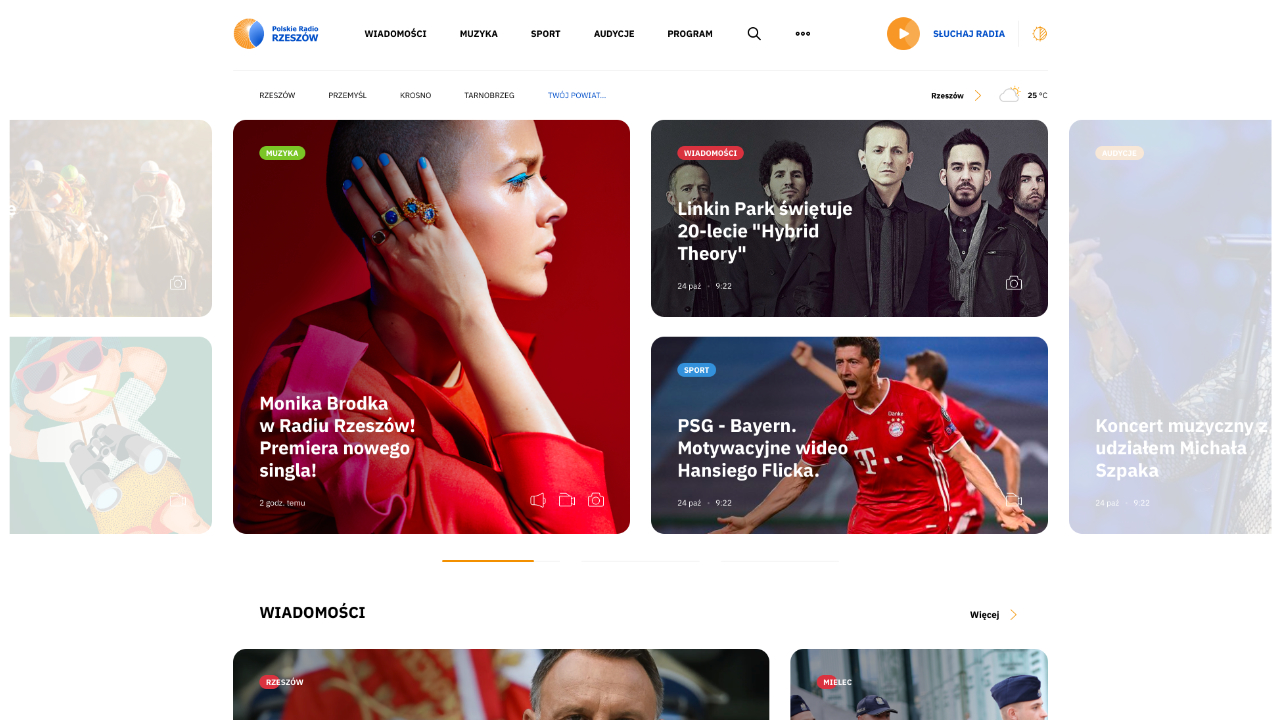 Polskie Radio
RZESZÓW
WIADOMOŚCI
MUZYKA
SPORT
AUDYCJE
PROGRAM
SŁUCHAJ RADIA
RZESZÓW
PRZEMYŚL
KROSNO
TARNOBRZEG
TWÓJ POWIAT...
Rzeszów
25 °C
MUZYKA
Monika Brodka
w Radiu Rzeszów!
Premiera nowego
singla!
2 godz. temu
WIADOMOŚCI
Linkin Park świętuje
20-lecie "Hybrid
Theory"
24 paź · 9:22
SPORT
PSG - Bayern.
Motywacyjne wideo
Hansiego Flicka.
24 paź · 9:22
Danke
AUDYCJE
Koncert muzyczny z
udziałem Michała
Szpaka
24 paź · 9:22
WIADOMOŚCI
Więcej
RZESZÓW
MIELEC